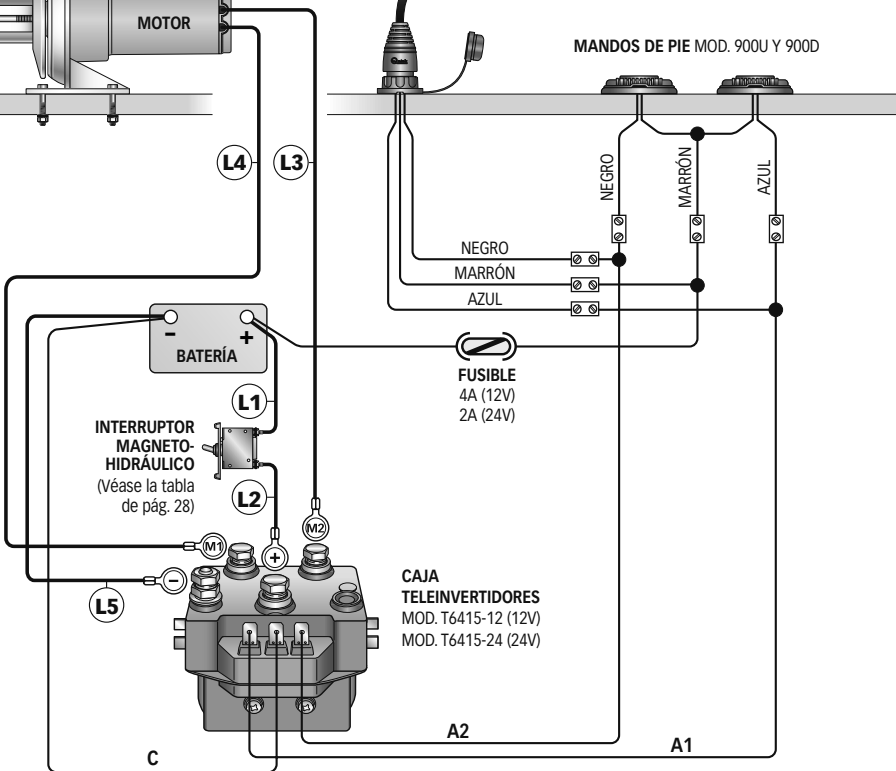 MOTOR
MANDOS DE PIE MOD. 900U Y 900D
L4
L3
NEGRO
MARRÓN
AZUL
NEGRO
MARRÓN
AZUL
-
+
BATERÍA
FUSIBLE
4A (12V)
2A (24V)
L1
INTERRUPTOR
MAGNETO-
HIDRÁULICO
(Véase la tabla
de pág. 28)
L2
M2
M1
+
-
L5
CAJA
TELEINVERTIDORES
MOD. T6415-12 (12V)
MOD. T6415-24 (24V)
A2
A1
C